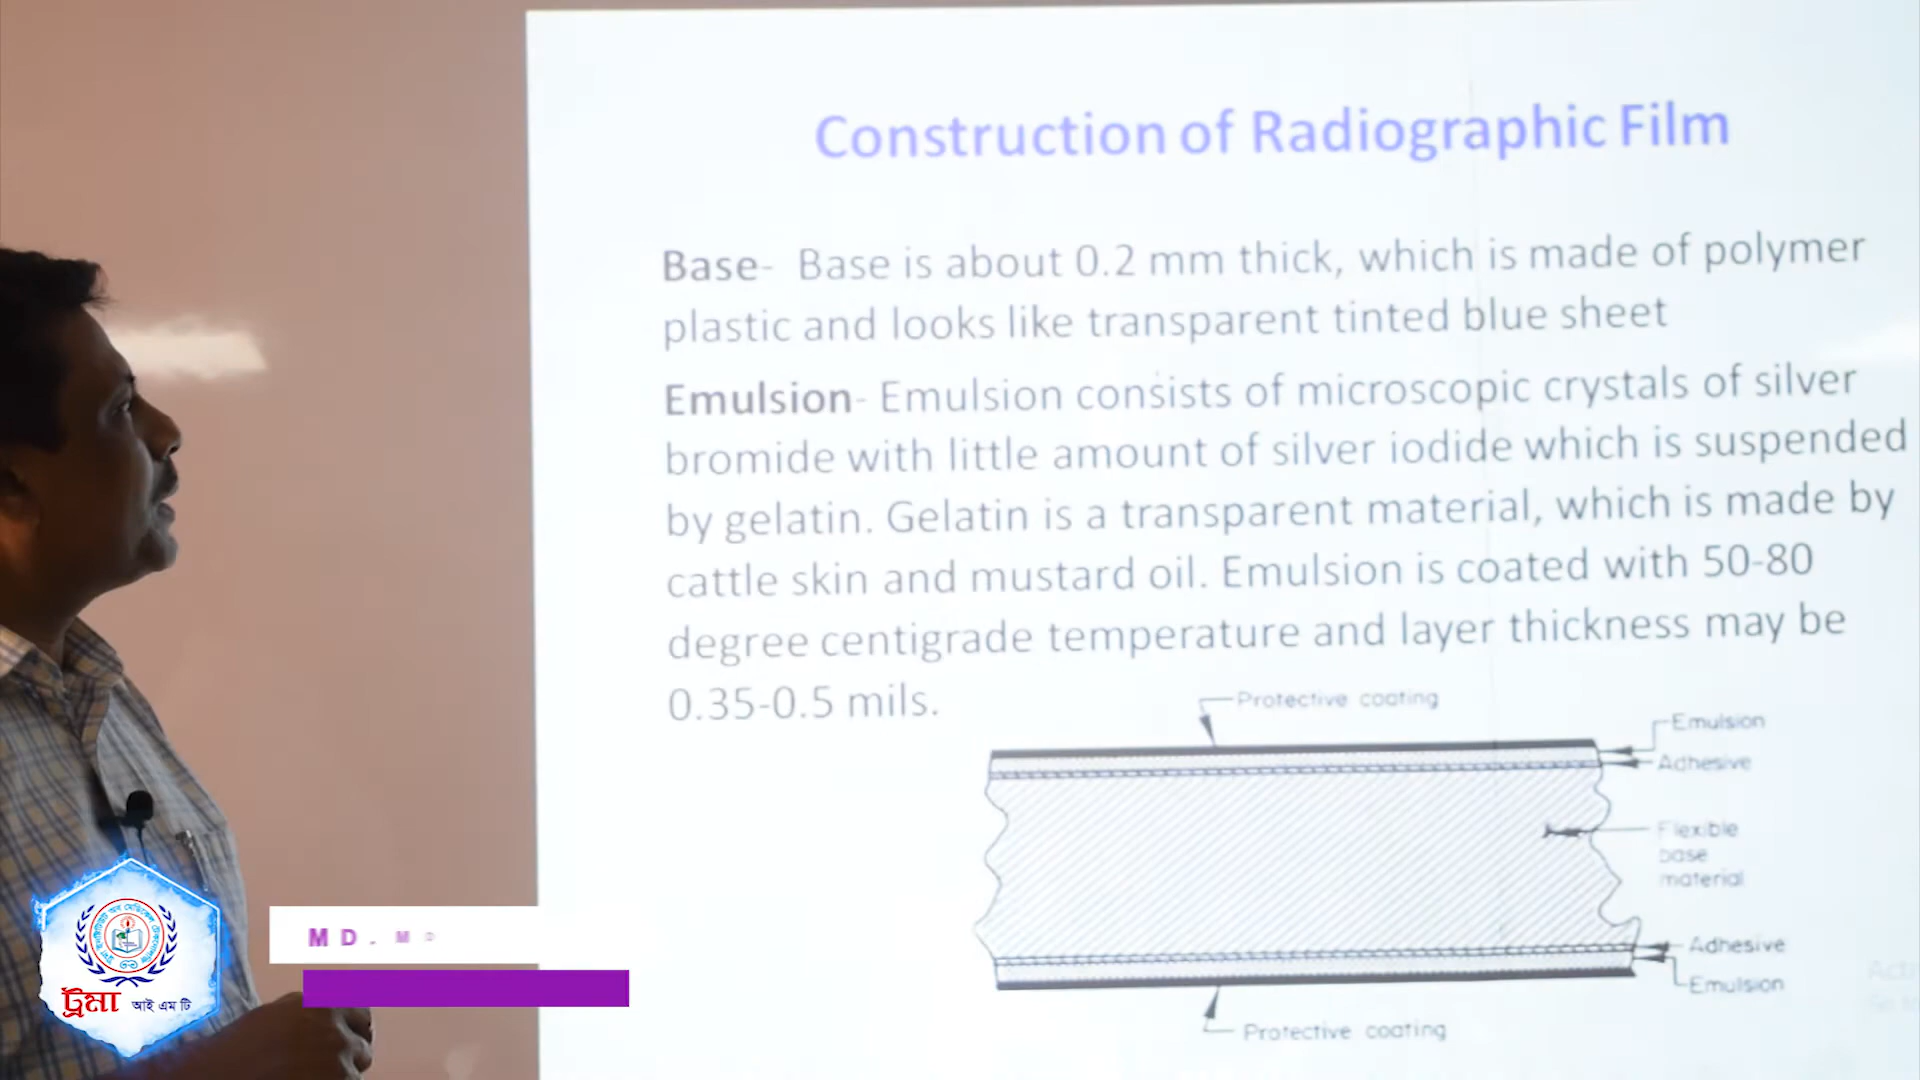 Construction of Radiographic Film
Base- Base is about 0.2 mm thick, which is made of polymer
plastic and looks like transparent tinted blue sheet
Emulsion- Emulsion consists of microscopic crystals of silver
bromide with little amount of silver iodide which is suspended
by gelatin. Gelatin is a transparent material, which is made by
cattle skin and mustard oil. Emulsion is coated with 50-80
degree centigrade temperature and layer thickness may be
0.35-0.5 mils.
Protective coating
Emulsion
Adhesive
Flexible
base
material
Adhesive
Emulsion
Protective coating
MD. M
ট্রমা আই এম টি